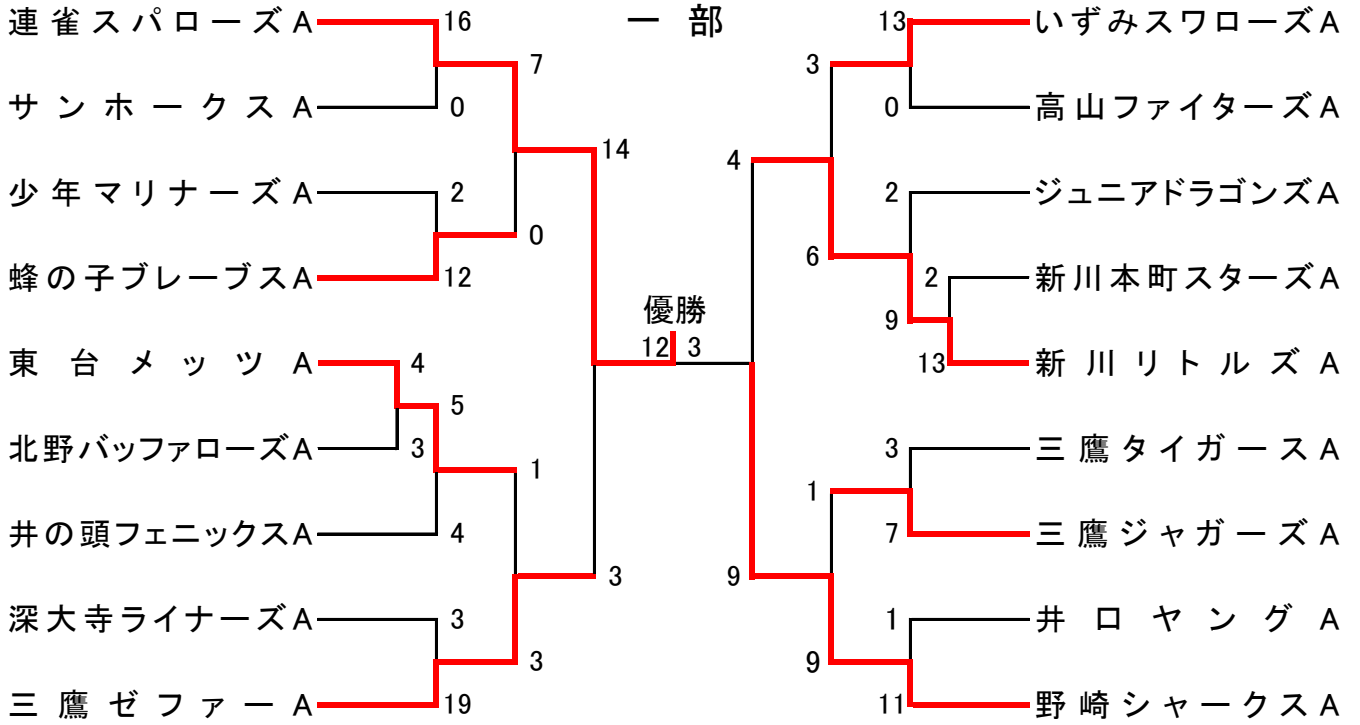 一部
連雀スパローズA
16
7
サンホークスA
0
14
少年マリナーズA
2
0
蜂の子ブレーブスA
12
東台メッツA
4
5
北野バッファローズA
3
1
井の頭フェニックスA
4
3
深大寺ライナーズA
3
3
三鷹ゼファーA
19
優勝
12 3
13
いずみスワローズA
3
0
高山ファイターズA
4
2
ジュニアドラゴンズA
6
2
新川本町スターズA
9
13
新川リトルズA
3
三鷹タイガースA
1
7
三鷹ジャガーズA
9
1
井口ヤングA
9
11
野崎シャークスA